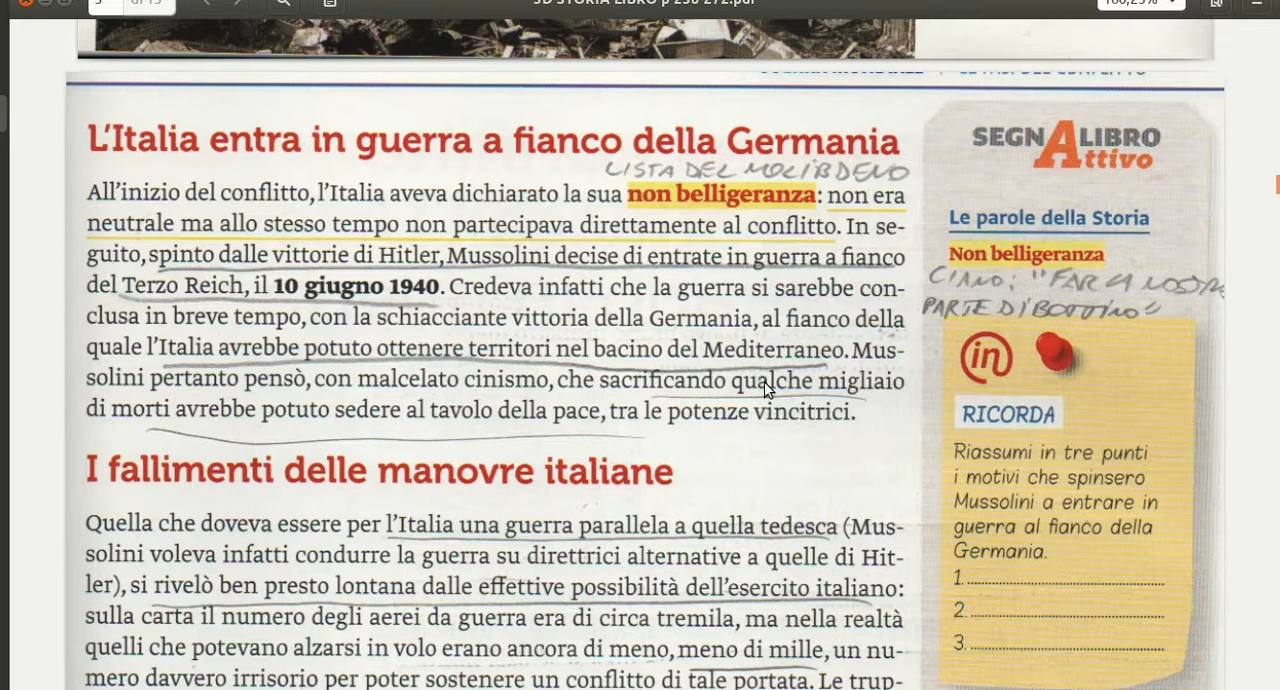 3D STORIA LIBRO p 238 272.pdf
L'Italia entra in guerra a fianco della Germania
LISTA DEL MOLIBDENO
All'inizio del conflitto, l'Italia aveva dichiarato la sua non belligeranza: non era
neutrale ma allo stesso tempo non partecipava direttamente al conflitto. In se-
guito, spinto dalle vittorie di Hitler, Mussolini decise di entrate in guerra a fianco
del Terzo Reich, il 10 giugno 1940. Credeva infatti che la guerra si sarebbe con-
clusa in breve tempo, con la schiacciante vittoria della Germania, al fianco della
quale l'Italia avrebbe potuto ottenere territori nel bacino del Mediterraneo. Mus-
solini pertanto pensò, con malcelato cinismo, che sacrificando qualche migliaio
di morti avrebbe potuto sedere al tavolo della pace, tra le potenze vincitrici.
I fallimenti delle manovre italiane
Quella che doveva essere per l'Italia una guerra parallela a quella tedesca (Mus-
solini voleva infatti condurre la guerra su direttrici alternative a quelle di Hit-
ler), si rivelò ben presto lontana dalle effettive possibilità dell'esercito italiano:
sulla carta il numero degli aerei da guerra era di circa tremila, ma nella realtà
quelli che potevano alzarsi in volo erano ancora di meno, meno di mille, un nu-
mero davvero irrisorio per poter sostenere un conflitto di tale portata. Le trup-
SEGNALIBRO
Attivo
Le parole della Storia
Non belligeranza
CIANO: "FAR LA NOSTRA
PARTE DI BOTTINO"
in
RICORDA
Riassumi in tre punti
i motivi che spinsero
Mussolini a entrare in
guerra al fianco della
Germania.
1.
2.
3.